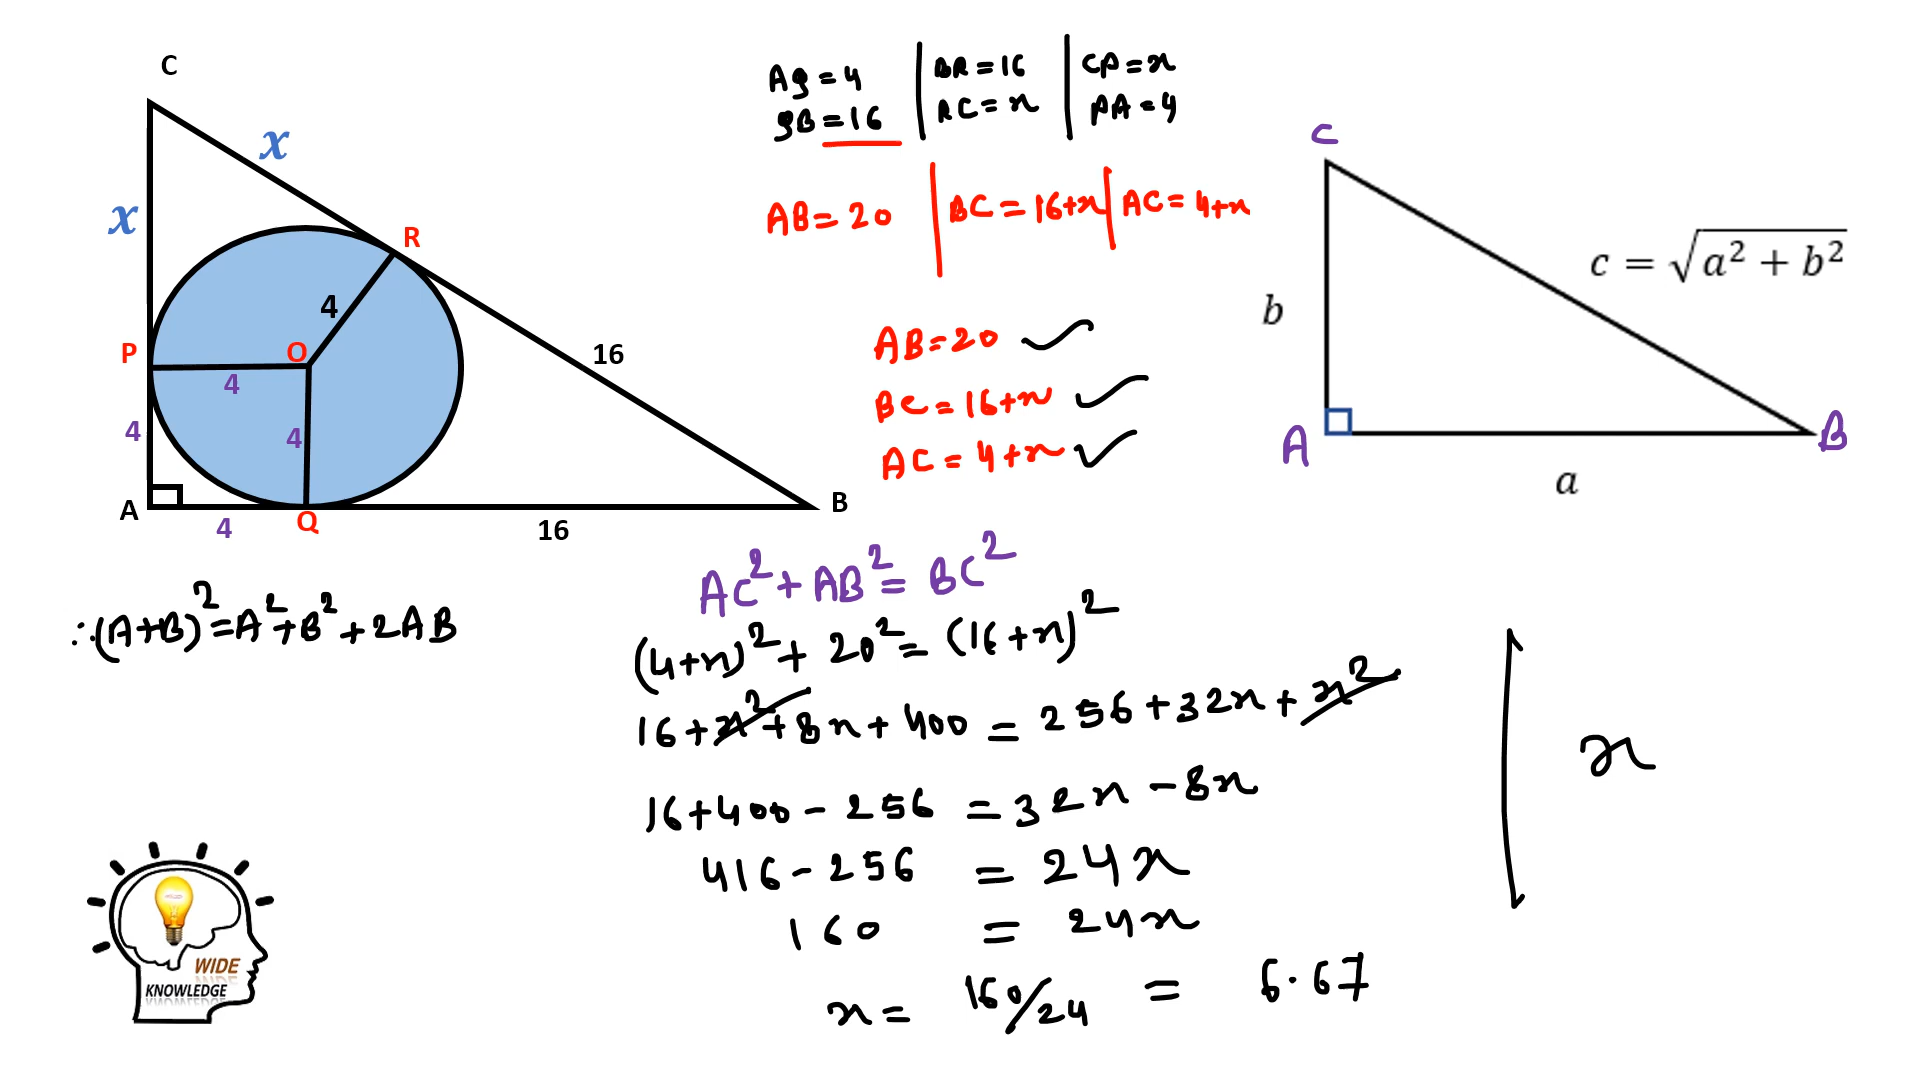 C
x
x
R
4
P
O
4
16
4
4
A
4
Q
16
B
AQ = 4
QB = 16
BR = 16
RC = x
CP = x
PA = 4
AB = 20
BC = 16+x
AC = 4+x
AB = 20
BC = 16+x
AC = 4+x
C
b
c = √a² + b²
A
B
a
∴(A+B)² = A² + B² + 2AB
AC² + AB² = BC²
(4+x)² + 20² = (16+x)²
16 + x² + 8x + 400 = 256 + 32x + x²
16+400 - 256 = 32x - 8x
416 - 256 = 24x
160 = 24x
x = 160/24 = 6.67
x
WIDE
KNOWLEDGE